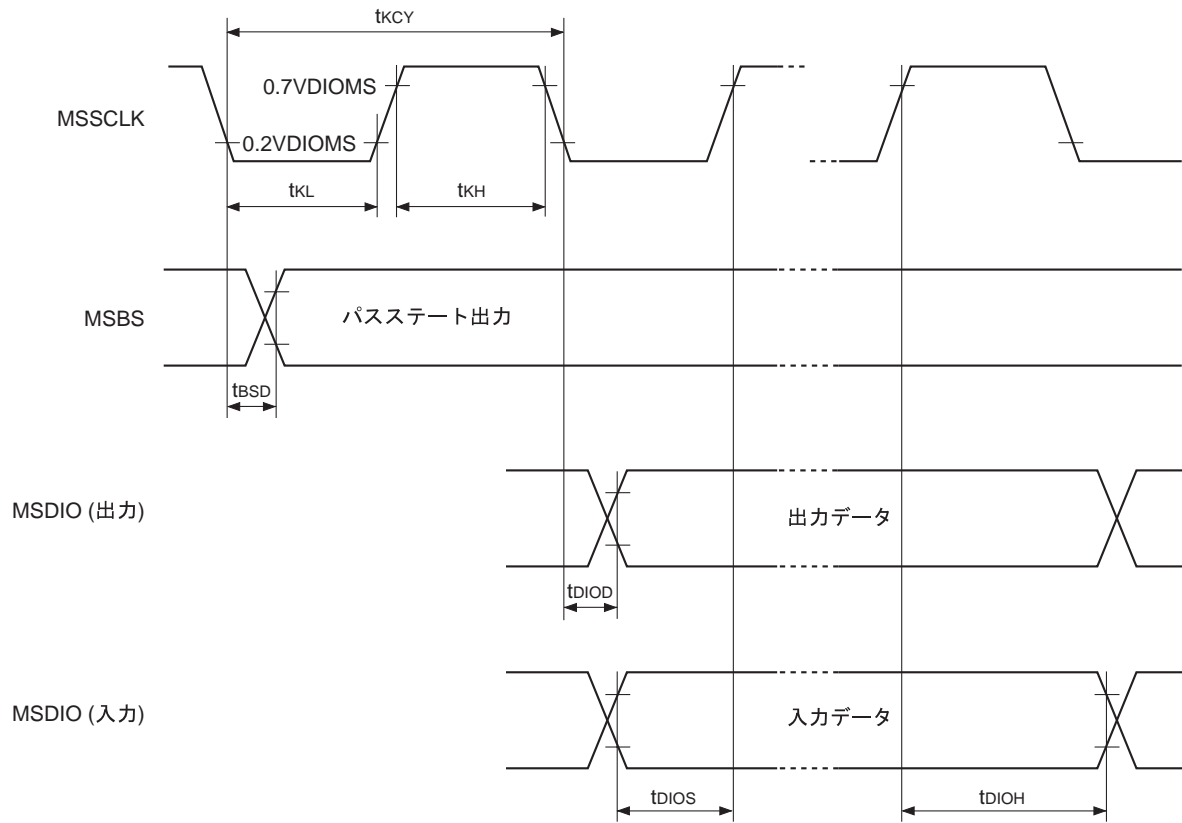 tKCY
0.7VDIOMS
MSSCLK
0.2VDIOMS
tKL
tKH
MSBS
パスステート出力
tBSD
MSDIO (出力)
出力データ
tDIOD
MSDIO (入力)
入力データ
tDIOS
tDIOH